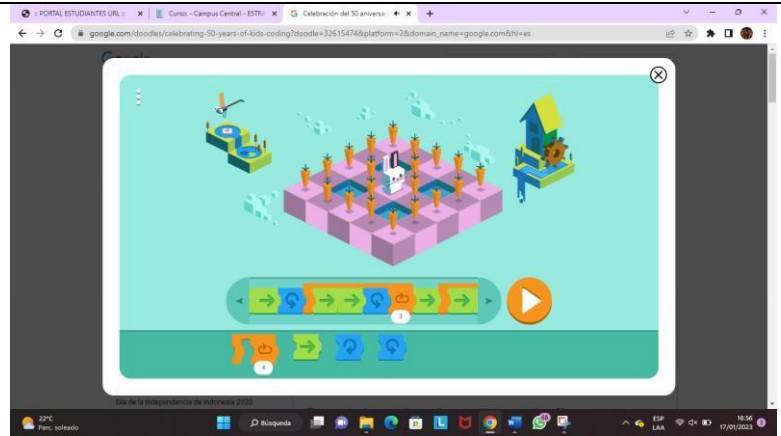 : PORTAL ESTUDIANTES URL :: Curso: - Campus Central - ESTRA Celebración del 50 aniversa
google.com/doodles/celebrating-50-years-of-kids-coding?doodle=32615474&platform=2&domain_name=google.com&hl=es
3
4
Día de la Independencia de Indonesia 2020
22°C
Parc. soleado
Búsqueda
ESP
LAA
16:56
17/01/2023